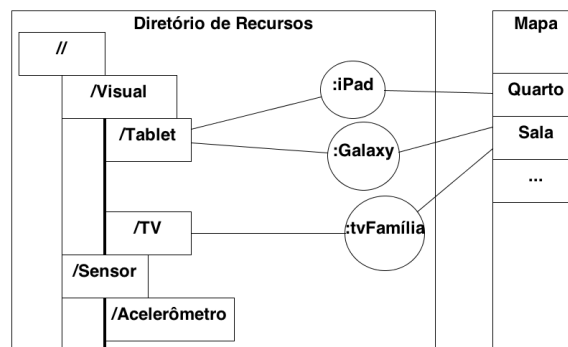 Diretório de Recursos
Mapa
//
/Visual
:iPad
Quarto
/Tablet
:Galaxy
Sala
...
/TV
:tvFamília
/Sensor
/Acelerômetro